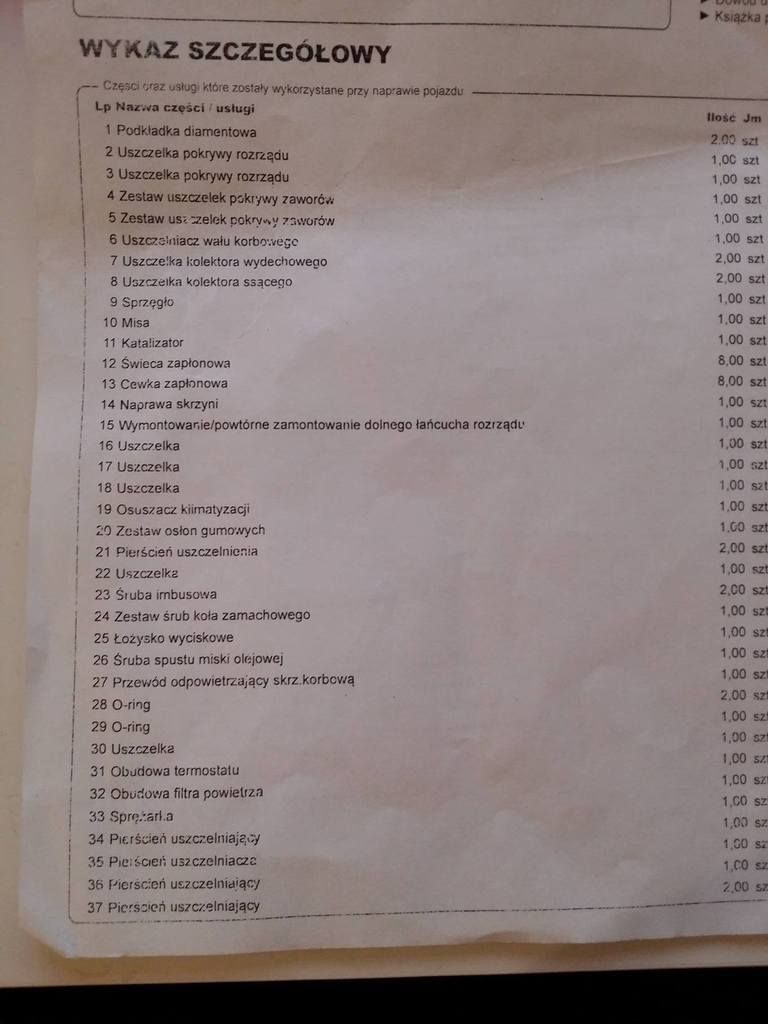 ► Książka
WYKAZ SZCZEGÓŁOWY
Części oraz usługi które zostały wykorzystane przy naprawie pojazdu
Lp Nazwa części / usługi Ilość Jm
1 Podkładka diamentowa 2,00 szt
2 Uszczelka pokrywy rozrządu 1,00 szt
3 Uszczelka pokrywy rozrządu 1,00 szt
4 Zestaw uszczelek pokrywy zaworów 1,00 szt
5 Zestaw uszczelek pokrywy zaworów 1,00 szt
6 Uszczelniacz wału korbowego 1,00 szt
7 Uszczelka kolektora wydechowego 2,00 szt
8 Uszczelka kolektora ssącego 2,00 szt
9 Sprzęgło 1,00 szt
10 Misa 1,00 szt
11 Katalizator 1,00 szt
12 Świeca zapłonowa 8,00 szt
13 Cewka zapłonowa 8,00 szt
14 Naprawa skrzyni 1,00 szt
15 Wymontowanie/powtórne zamontowanie dolnego łańcucha rozrządu 1,00 szt
16 Uszczelka 1,00 szt
17 Uszczelka 1,00 szt
18 Uszczelka 1,00 szt
19 Osuszacz klimatyzacji 1,00 szt
20 Zestaw osłon gumowych 1,00 szt
21 Pierścień uszczelnienia 2,00 szt
22 Uszczelka 1,00 szt
23 Śruba imbusowa 2,00 szt
24 Zestaw śrub koła zamachowego 1,00 szt
25 Łożysko wyciskowe 1,00 szt
26 Śruba spustu miski olejowej 1,00 szt
27 Przewód odpowietrzający skrz.korbową 1,00 szt
28 O-ring 2,00 szt
29 O-ring 1,00 szt
30 Uszczelka 1,00 szt
31 Obudowa termostatu 1,00 sz
32 Obudowa filtra powietrza 1,00 sz
33 Sprężarka 1,00 sz
34 Pierścień uszczelniający 1,00 sz
35 Pierścień uszczelniacza 1,00 sz
36 Pierścień uszczelniający 1,00 sz
37 Pierścień uszczelniający 2,00 sz